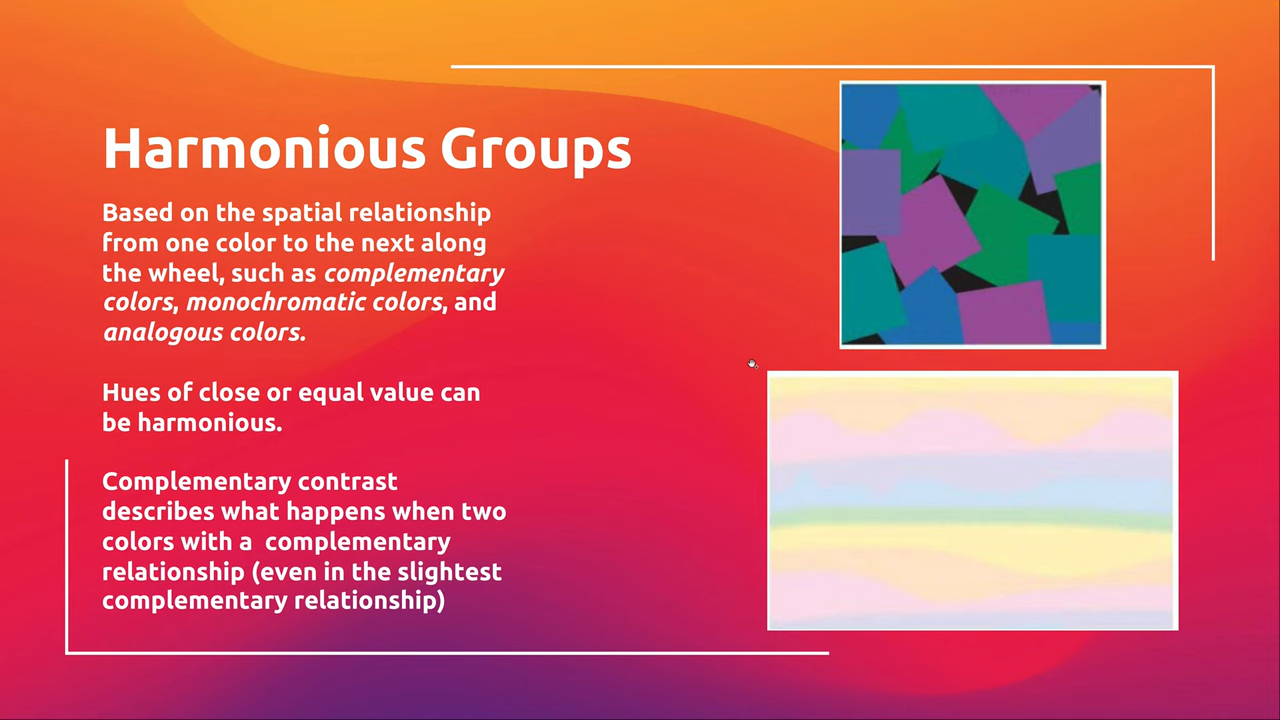 Harmonious Groups
Based on the spatial relationship
from one color to the next along
the wheel, such as complementary
colors, monochromatic colors, and
analogous colors.
Hues of close or equal value can
be harmonious.
Complementary contrast
describes what happens when two
colors with a  complementary
relationship (even in the slightest
complementary relationship)